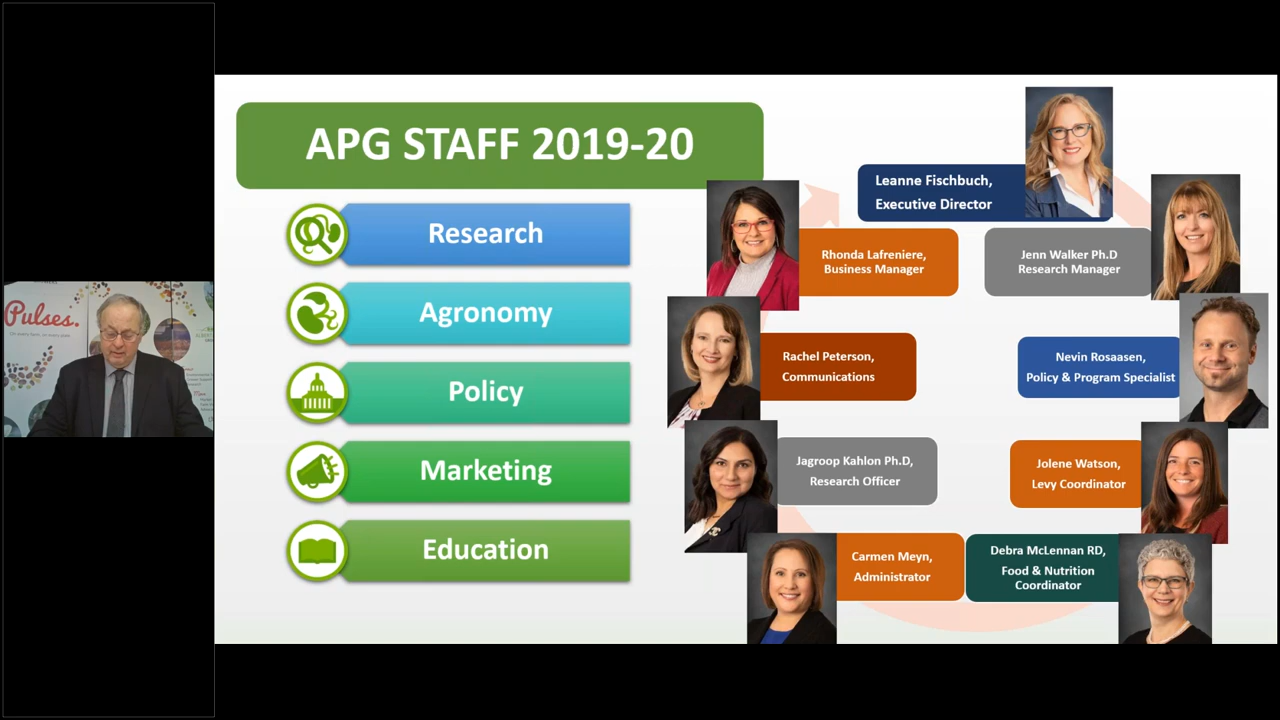 Pulses.
APG STAFF 2019-20
Research
Agronomy
Policy
Marketing
Education
Leanne Fischbuch,
Executive Director
Rhonda Lafreniere,
Business Manager
Jenn Walker Ph.D
Research Manager
Rachel Peterson,
Communications
Nevin Rosaasen,
Policy & Program Specialist
Jagroop Kahlon Ph.D,
Research Officer
Jolene Watson,
Levy Coordinator
Carmen Meyn,
Administrator
Debra McLennan RD,
Food & Nutrition
Coordinator